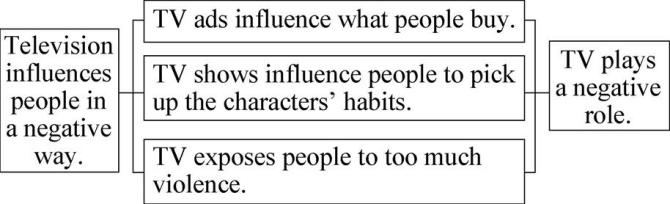 Television
influences
people in
a negative
way.
TV ads influence what people buy.
TV shows influence people to pick
up the characters’ habits.
TV exposes people to too much
violence.
TV plays
a negative
role.